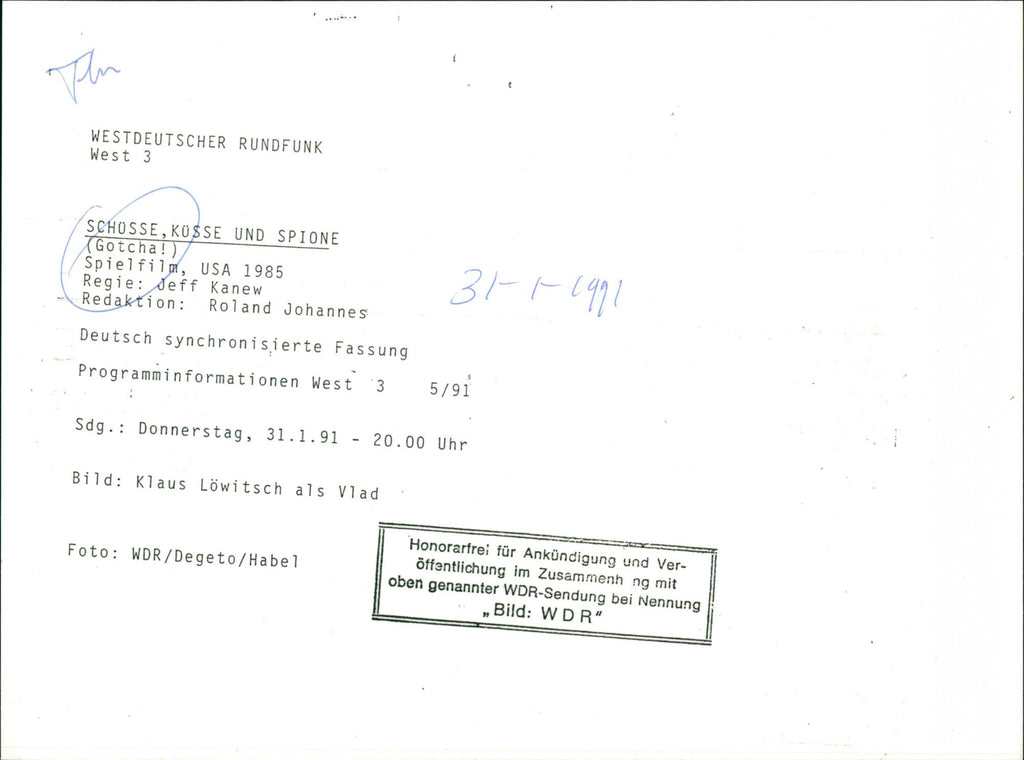 WESTDEUTSCHER RUNDFUNK
West 3
SCHÜSSE,KÜSSE UND SPIONE
(Gotcha!)
Spielfilm, USA 1985
Regie: Jeff Kanew
Redaktion: Roland Johannes
31-1-1991
Deutsch synchronisierte Fassung
Programminformationen West 3 5/91
Sdg.: Donnerstag, 31.1.91 - 20.00 Uhr
Bild: Klaus Löwitsch als Vlad
Foto: WDR/Degeto/Habel
Honorarfrei für Ankündigung und Ver-
öffentlichung im Zusammenh ng mit
oben genannter WDR-Sendung bei Nennung
„Bild: W D R"